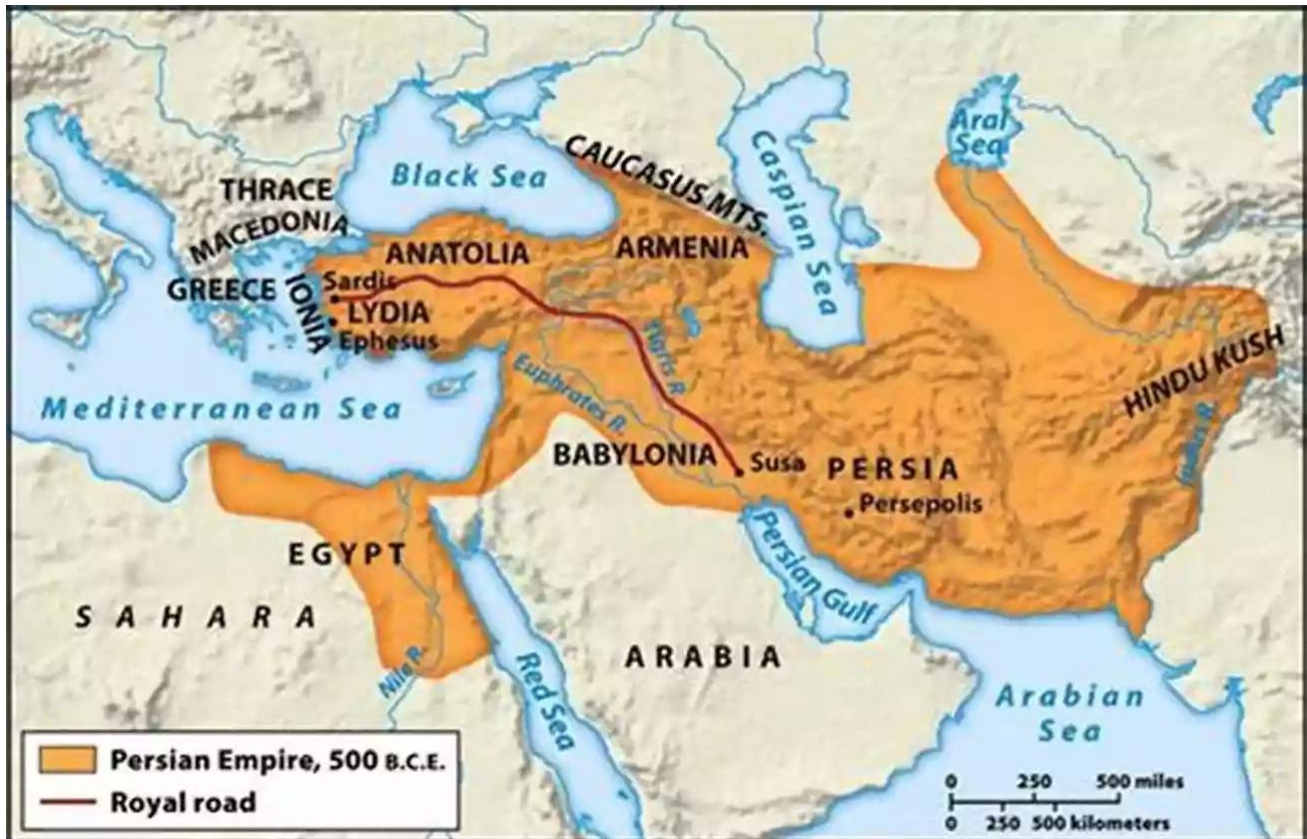 Aral
Sea
Black Sea
CAUCASUS MTS.
Caspian Sea
THRACE
MACEDONIA
ANATOLIA
ARMENIA
GREECE
IONIA
Sardis
LYDIA
Ephesus
Tigris R.
Euphrates R.
HINDU KUSH
Indus R.
Mediterranean Sea
BABYLONIA
Susa
PERSIA
Persepolis
EGYPT
Persian Gulf
SAHARA
ARABIA
Nile R.
Red Sea
Arabian
Sea
Persian Empire, 500 B.C.E.
Royal road
0 250 500 miles
0 250 500 kilometers